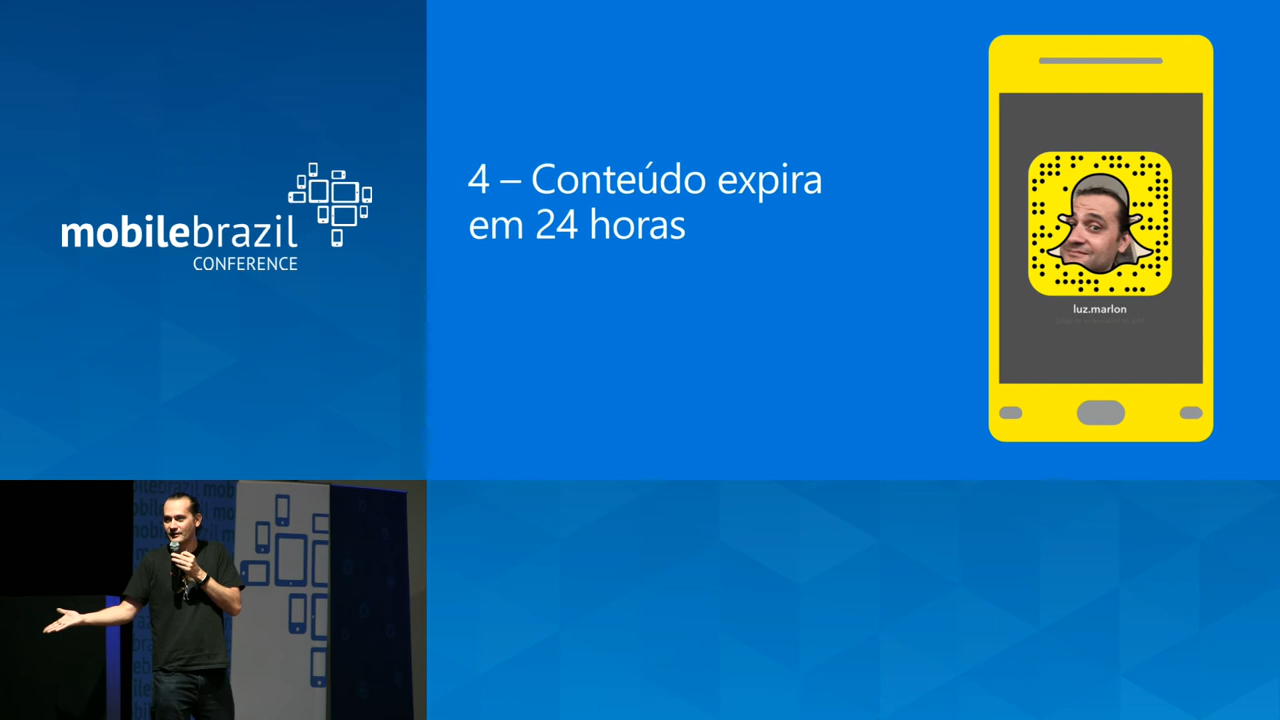 mobilebrazil
CONFERENCE
4 – Conteúdo expira
em 24 horas
luz.marlon